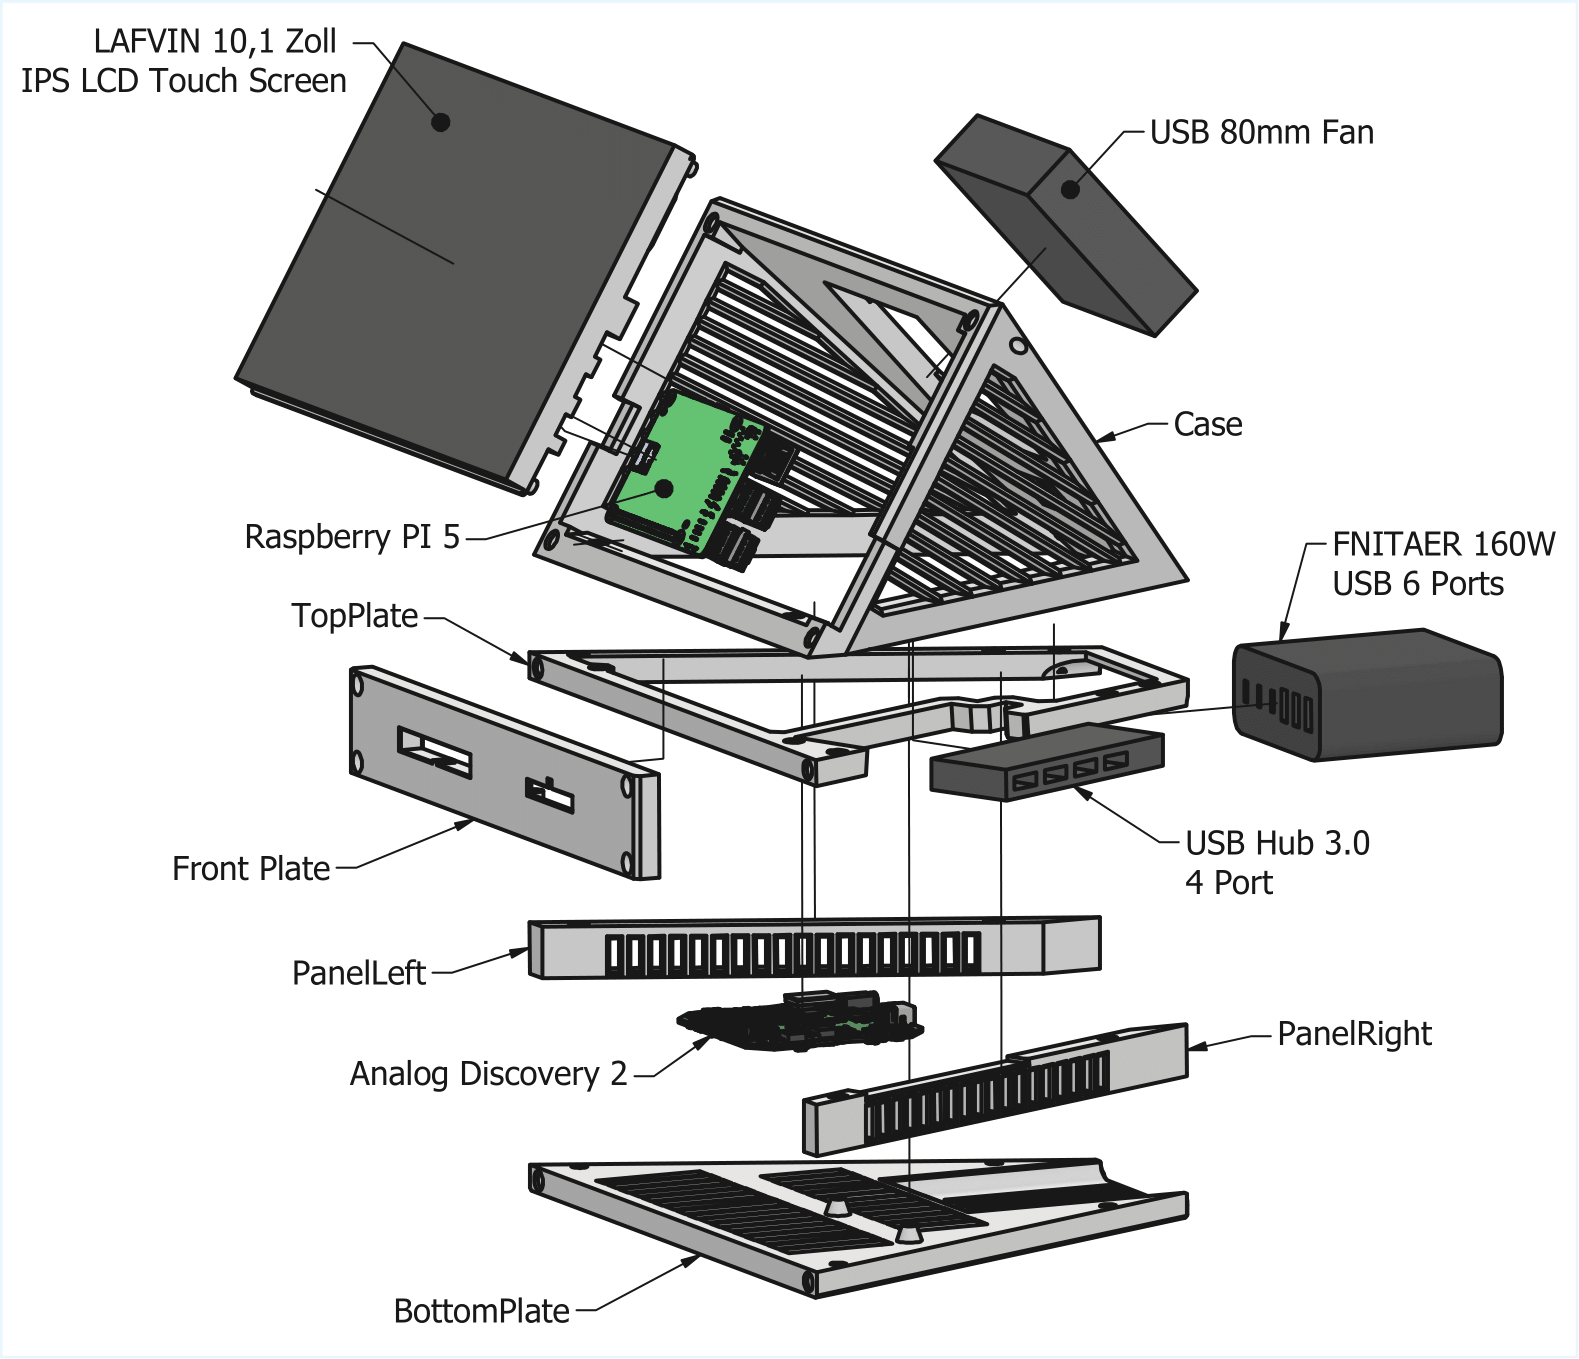 LAFVIN 10,1 Zoll
IPS LCD Touch Screen
USB 80mm Fan
Case
Raspberry PI 5
FNITAER 160W
USB 6 Ports
TopPlate
Front Plate
USB Hub 3.0
4 Port
PanelLeft
Analog Discovery 2
PanelRight
BottomPlate